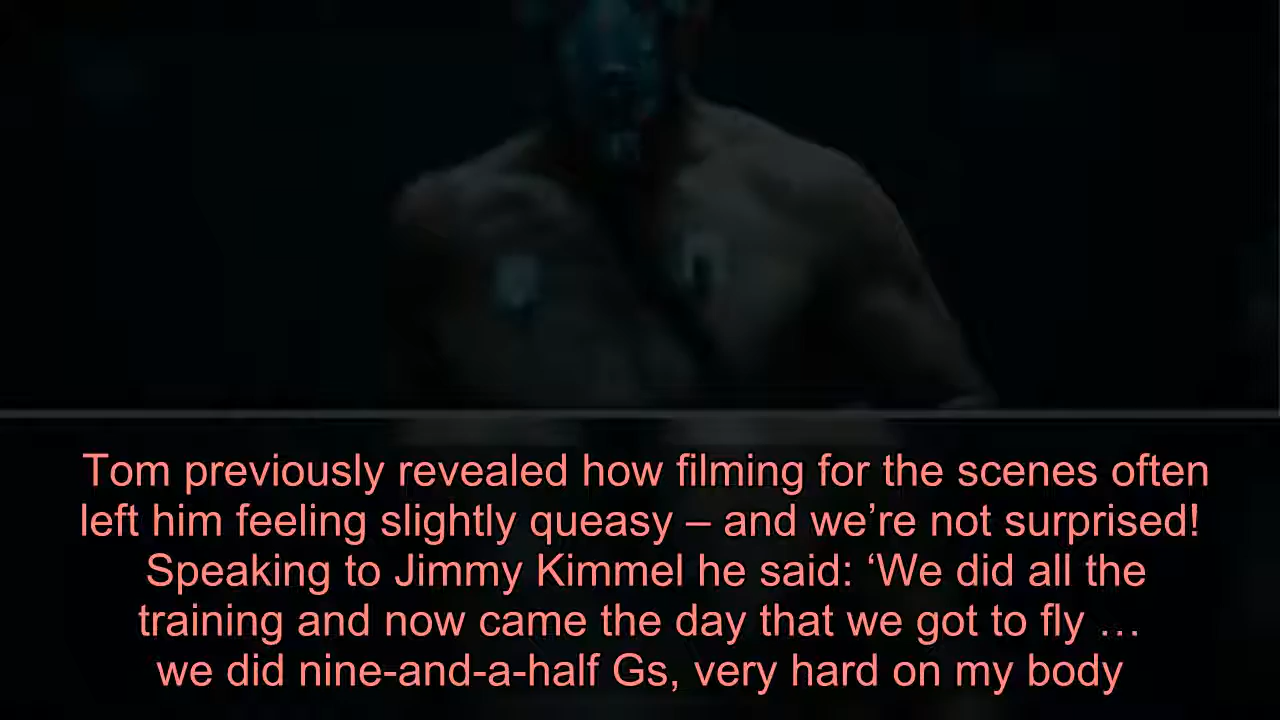 Tom previously revealed how filming for the scenes often
left him feeling slightly queasy – and we’re not surprised!
Speaking to Jimmy Kimmel he said: ‘We did all the
training and now came the day that we got to fly …
we did nine-and-a-half Gs, very hard on my body